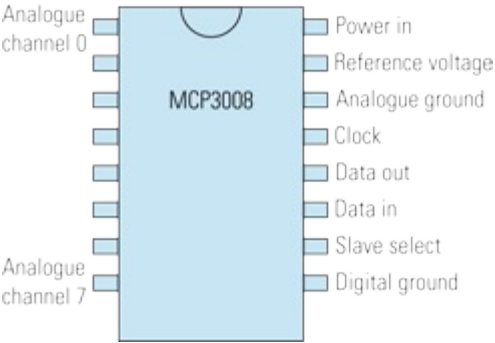 Analogue
channel 0
Power in
Reference voltage
MCP3008
Analogue ground
Clock
Data out
Data in
Slave select
Analogue
channel 7
Digital ground